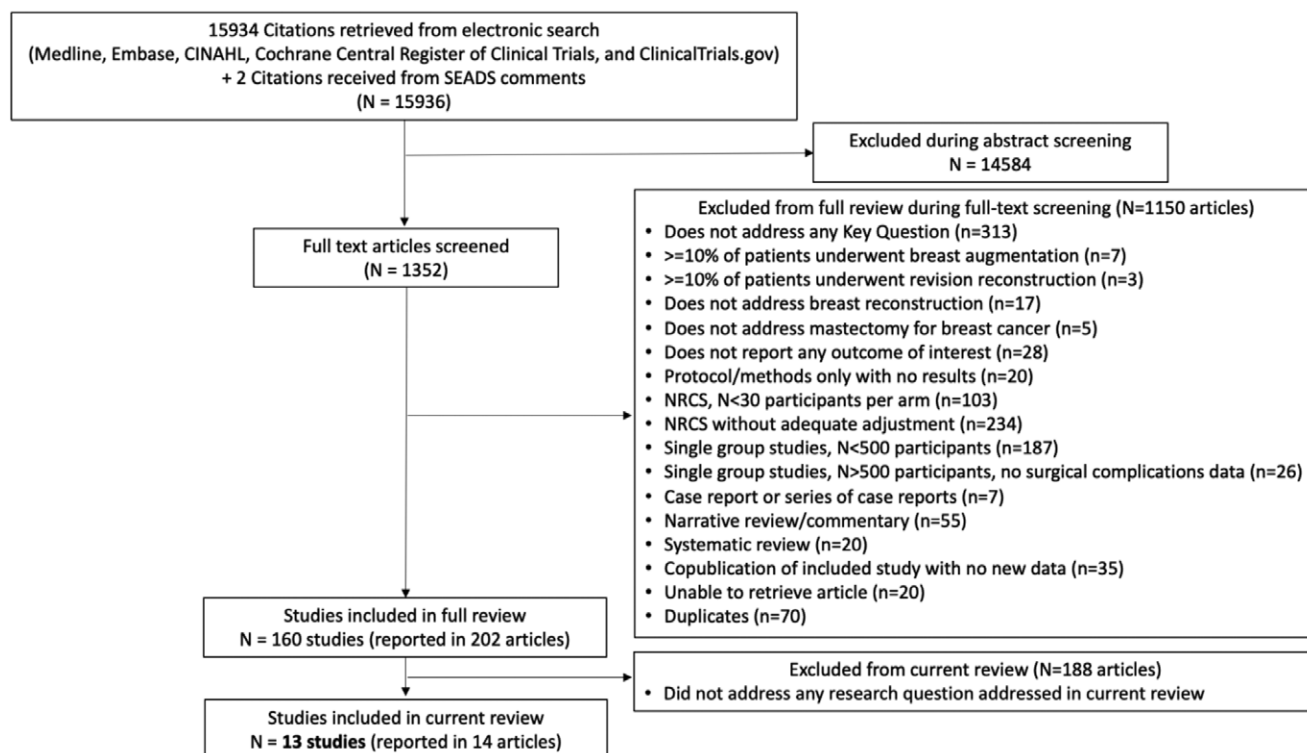 15934 Citations retrieved from electronic search
(Medline, Embase, CINAHL, Cochrane Central Register of Clinical Trials, and ClinicalTrials.gov)
+ 2 Citations received from SEADS comments
(N = 15936)
Excluded during abstract screening
N = 14584
Full text articles screened
(N = 1352)
Excluded from full review during full-text screening (N=1150 articles)
• Does not address any Key Question (n=313)
• >=10% of patients underwent breast augmentation (n=7)
• >=10% of patients underwent revision reconstruction (n=3)
• Does not address breast reconstruction (n=17)
• Does not address mastectomy for breast cancer (n=5)
• Does not report any outcome of interest (n=28)
• Protocol/methods only with no results (n=20)
• NRCS, N<30 participants per arm (n=103)
• NRCS without adequate adjustment (n=234)
• Single group studies, N<500 participants (n=187)
• Single group studies, N>500 participants, no surgical complications data (n=26)
• Case report or series of case reports (n=7)
• Narrative review/commentary (n=55)
• Systematic review (n=20)
• Copublication of included study with no new data (n=35)
• Unable to retrieve article (n=20)
• Duplicates (n=70)
Studies included in full review
N = 160 studies (reported in 202 articles)
Excluded from current review (N=188 articles)
• Did not address any research question addressed in current review
Studies included in current review
N = 13 studies (reported in 14 articles)